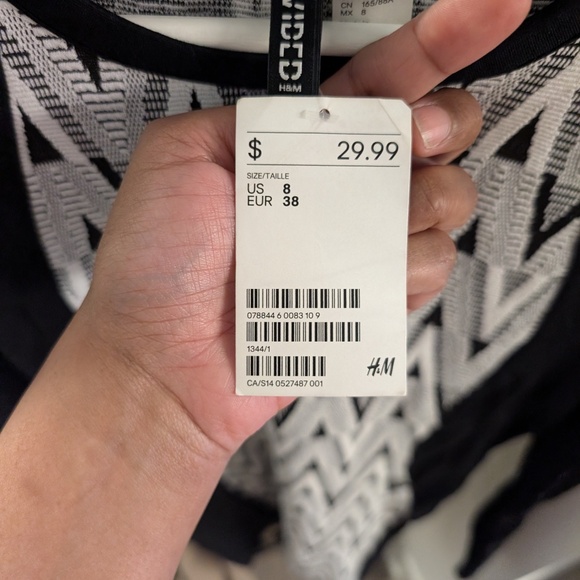 CN 165/88A
MX 8
VIDED
H&M
$ 29.99
SIZE/TAILLE
US 8
EUR 38
078844 6 0083 10 9
1344/1
H&M
CA/S14 0527487 001